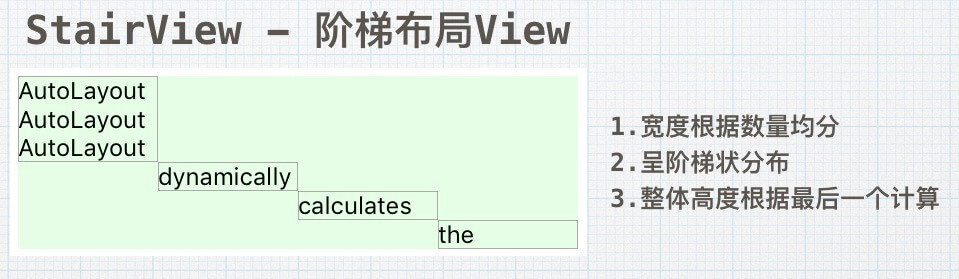 StairView - 阶梯布局View
AutoLayout
AutoLayout
AutoLayout
dynamically
calculates
the
1.宽度根据数量均分
2.呈阶梯状分布
3.整体高度根据最后一个计算